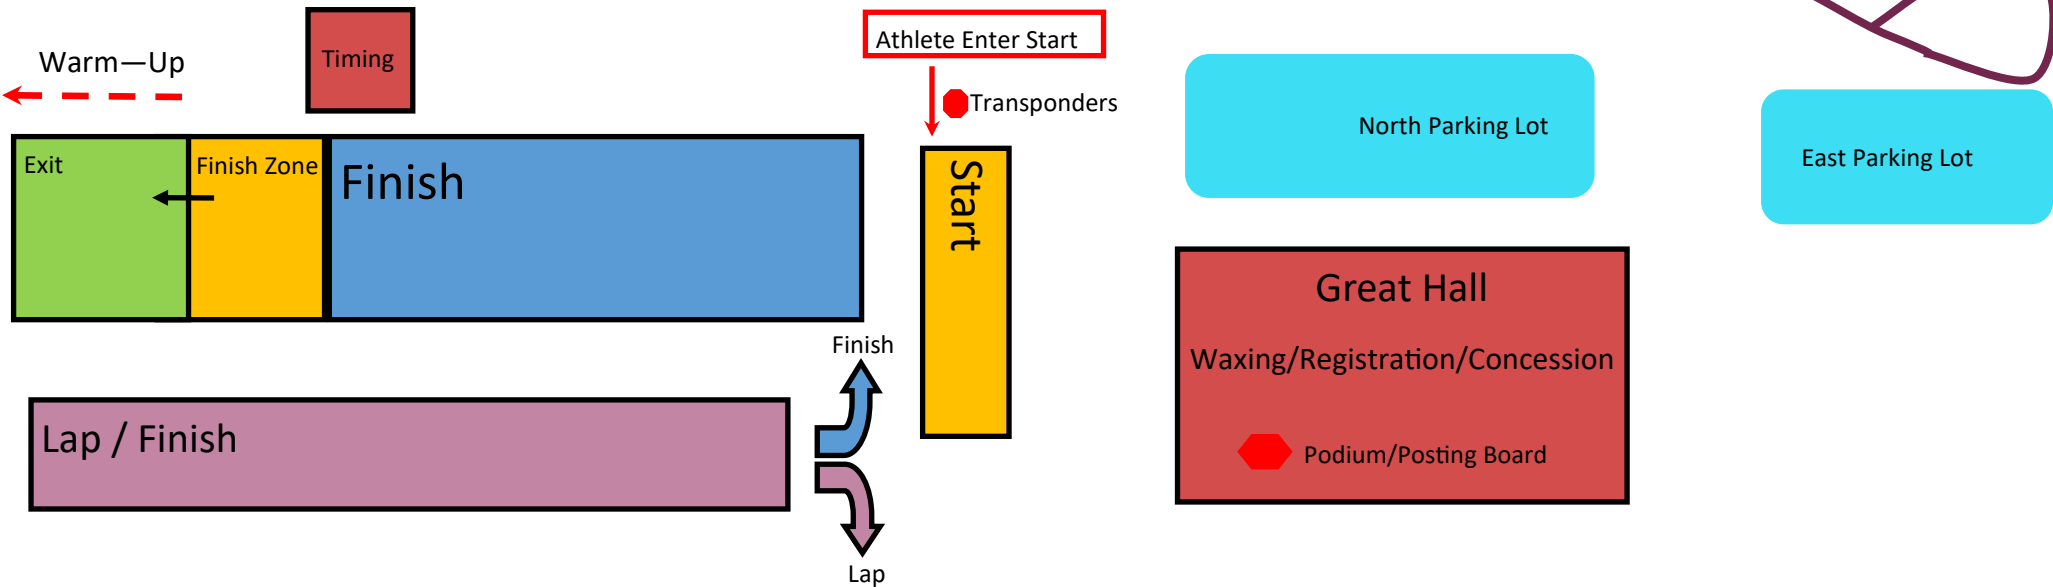 Warm—Up
Timing
Athlete Enter Start
Transponders
North Parking Lot
East Parking Lot
Exit
Finish Zone
Finish
Start
Great Hall
Waxing/Registration/Concession
Podium/Posting Board
Finish
Lap / Finish
Lap